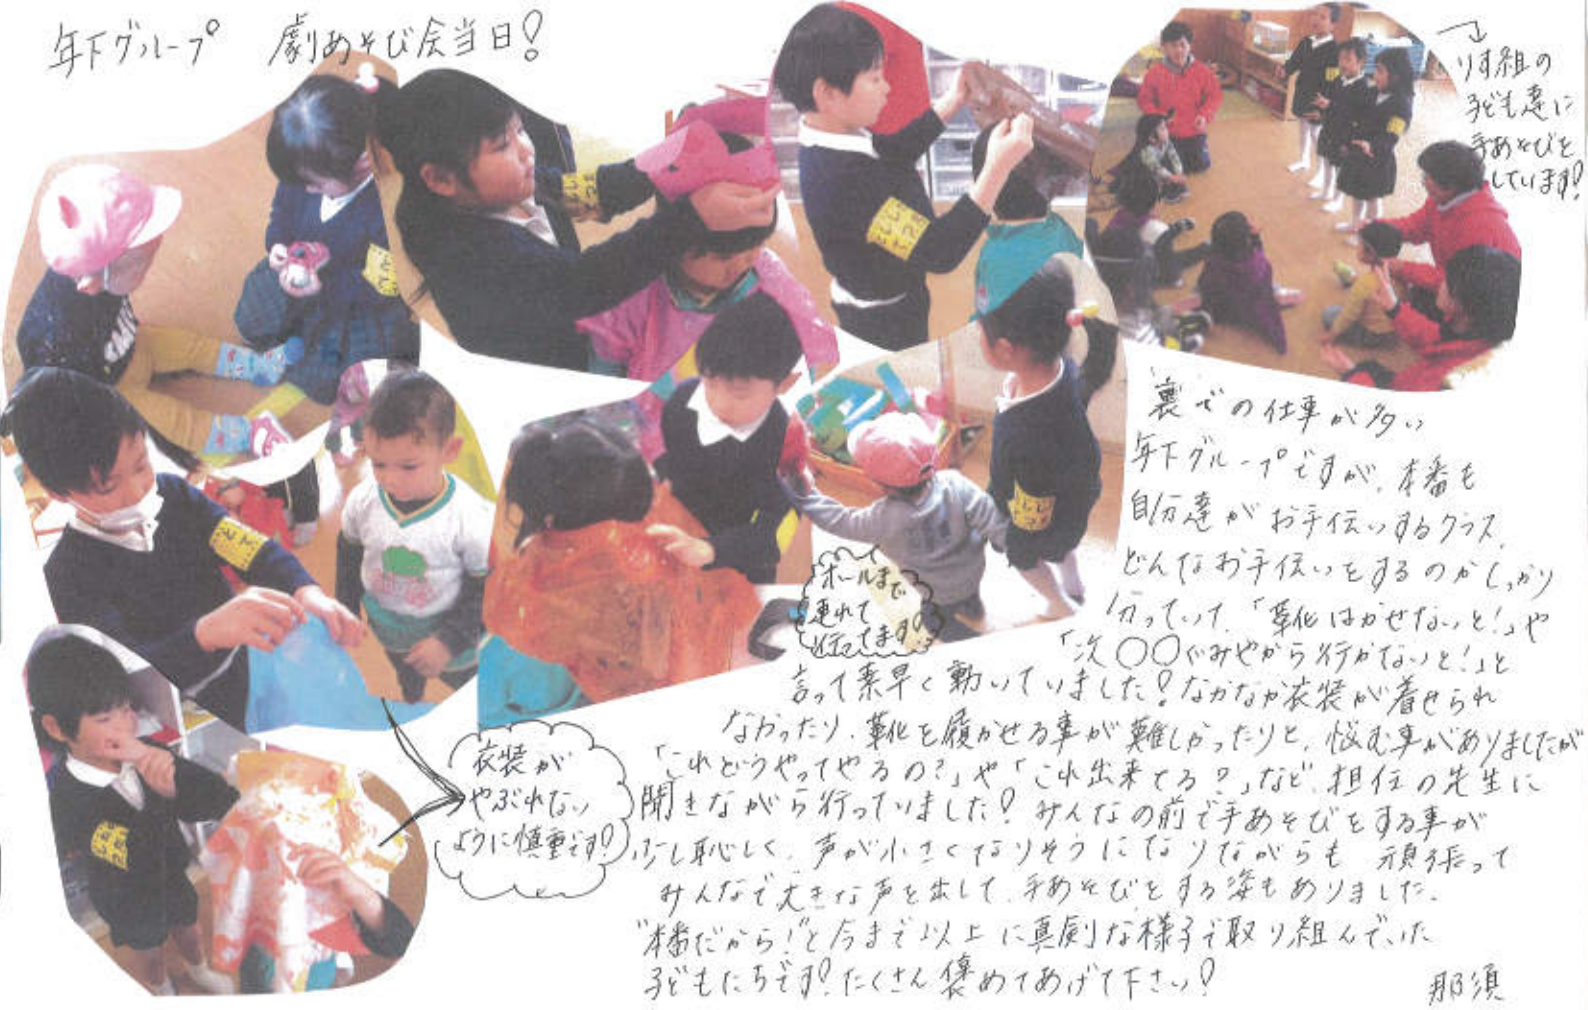 年下グループ 劇あそび会当日!
りす組の
子ども達に
手あそびを
しています!
裏での仕事が多い
年下グループですが、本番も
自分達がお手伝いするクラス、
どんなお手伝いをするのかしっかり
分っていて、「靴はかせないと!」や
「次〇〇ぐみやから行かないと!」と
言って素早く動いていました!なかなか衣装が着せられ
なかったり、靴を履かせる事が難しかったりと、悩む事がありましたが
「これどうやってやるの?」や「これ出来てる?」など、担任の先生に
聞きながら行っていました!みんなの前で手あそびをする事が
少し恥しく、声が小さくなりそうになりながらも 頑張って
みんなで大きな声を出して、手あそびをする姿もありました。
"本番だから!"と今まで以上に真剣な様子で取り組んでいた
子どもたちです!たくさん褒めてあげて下さい!
那須
ホールまで
連れて
行ってます!
衣装が
やぶれない
ように慎重です!